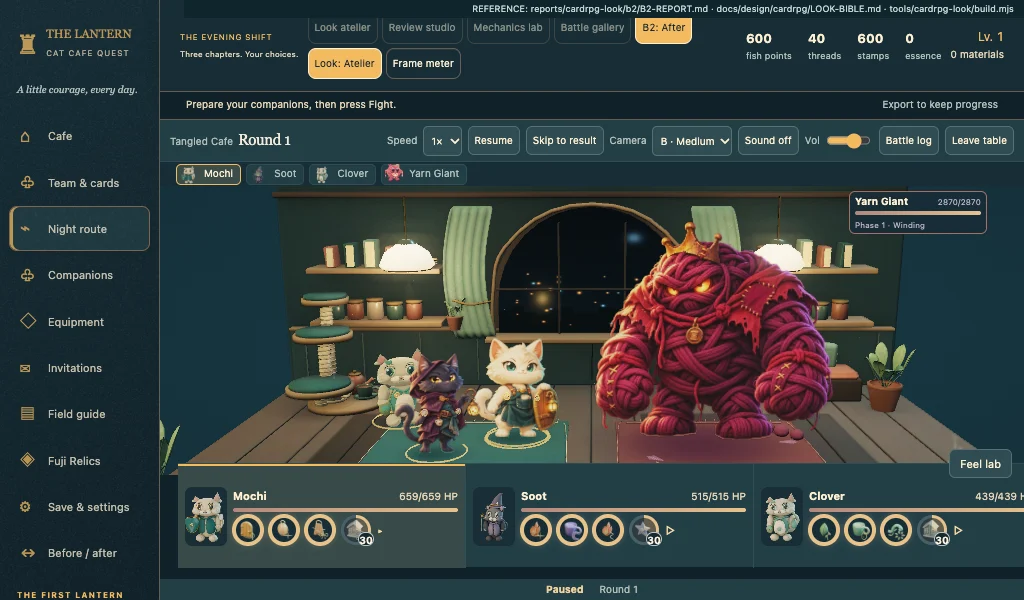 REFERENCE: reports/cardrpg-look/b2/B2-REPORT.md · docs/design/cardrpg/LOOK-BIBLE.md · tools/cardrpg-look/build.mjs
THE LANTERN
CAT CAFE QUEST
A little courage, every day.
Cafe
Team & cards
Night route
Companions
Equipment
Invitations
Field guide
Fuji Relics
Save & settings
Before / after
THE FIRST LANTERN
THE EVENING SHIFT
Three chapters. Your choices.
Look atelier
Review studio
Mechanics lab
Battle gallery
B2: After
Look: Atelier
Frame meter
600
fish points
40
threads
600
stamps
0
essence
Lv. 1
0 materials
Prepare your companions, then press Fight.
Export to keep progress
Tangled Cafe Round 1
Speed
1x
Resume
Skip to result
Camera
B · Medium
Sound off
Vol
Battle log
Leave table
Mochi
Soot
Clover
Yarn Giant
Yarn Giant 2870/2870
Phase 1 · Winding
Feel lab
Mochi 659/659 HP
30
Soot 515/515 HP
30
Clover 439/439 H
30
Paused Round 1